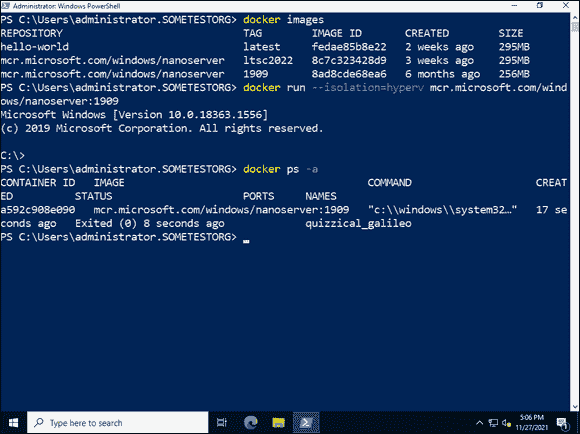 Administrator: Windows PowerShell
PS C:\Users\administrator.SOMETESTORG> docker images
REPOSITORY TAG IMAGE ID CREATED SIZE
hello-world latest fedae85b8e22 2 weeks ago 295MB
mcr.microsoft.com/windows/nanoserver ltsc2022 8c7c323428d9 3 weeks ago 295MB
mcr.microsoft.com/windows/nanoserver 1909 8ad8cde68ea6 6 months ago 256MB
PS C:\Users\administrator.SOMETESTORG> docker run --isolation=hyperv mcr.microsoft.com/wind
ows/nanoserver:1909
Microsoft Windows [Version 10.0.18363.1556]
(c) 2019 Microsoft Corporation. All rights reserved.
C:\>
PS C:\Users\administrator.SOMETESTORG> docker ps -a
CONTAINER ID IMAGE COMMAND CREAT
ED STATUS PORTS NAMES
a592c908e090 mcr.microsoft.com/windows/nanoserver:1909 "c:\\windows\\system32…" 17 se
conds ago Exited (0) 8 seconds ago quizzical_galileo
PS C:\Users\administrator.SOMETESTORG>
Type here to search
5:06 PM
11/27/2021